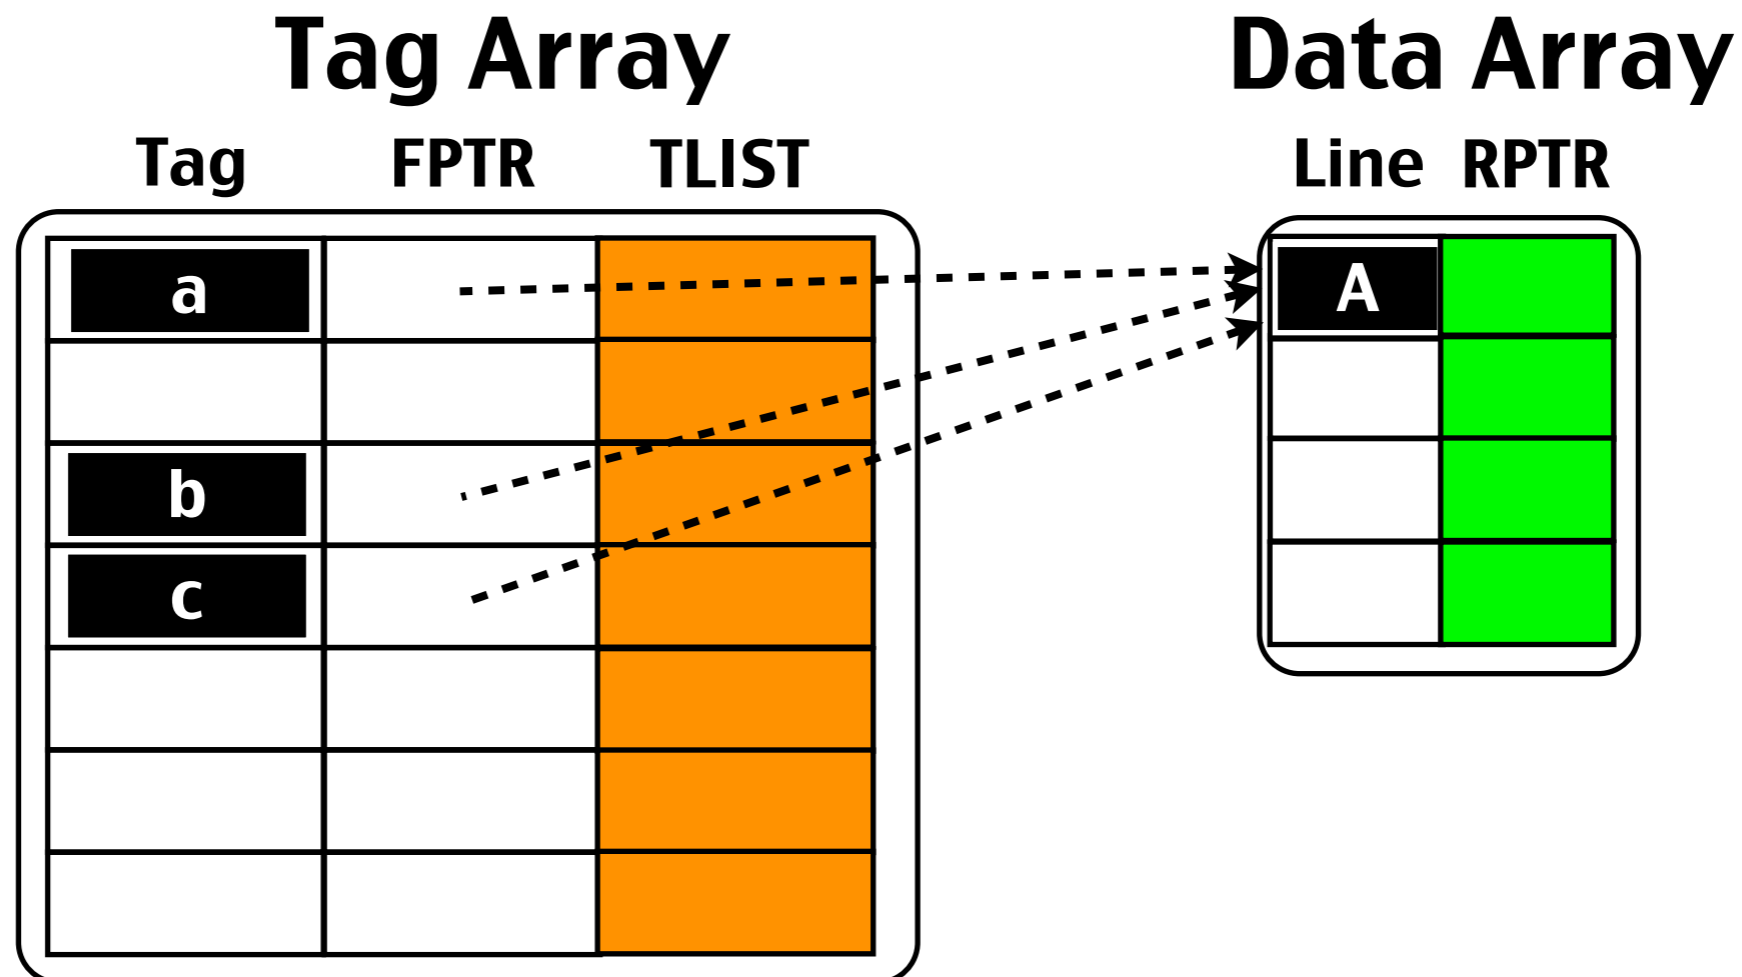 Tag Array Data Array
Tag FPTR TLIST Line RPTR
a A
b
c